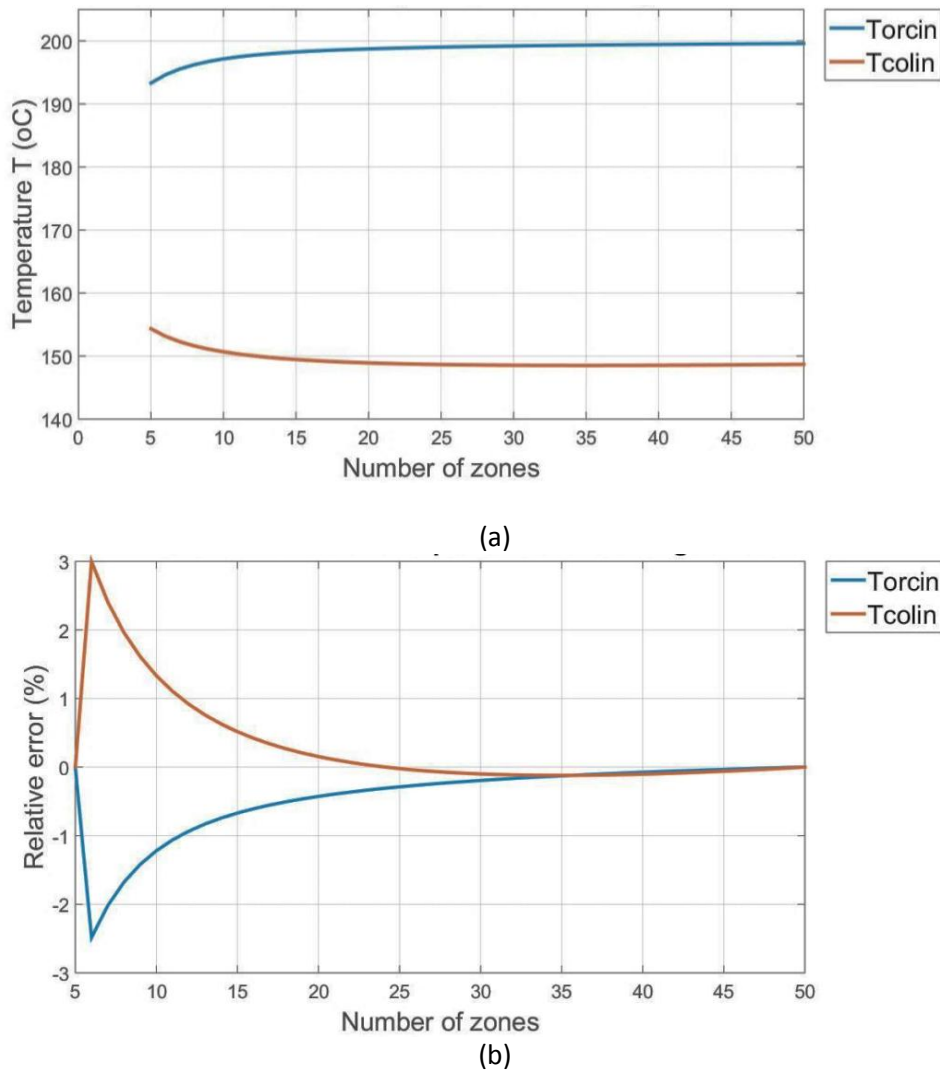 Torcin
Tcolin
Temperature T (oC)
200
190
180
170
160
150
140
0 5 10 15 20 25 30 35 40 45 50
Number of zones
(a)
Torcin
Tcolin
Relative error (%)
3
2
1
0
-1
-2
-3
5 10 15 20 25 30 35 40 45 50
Number of zones
(b)